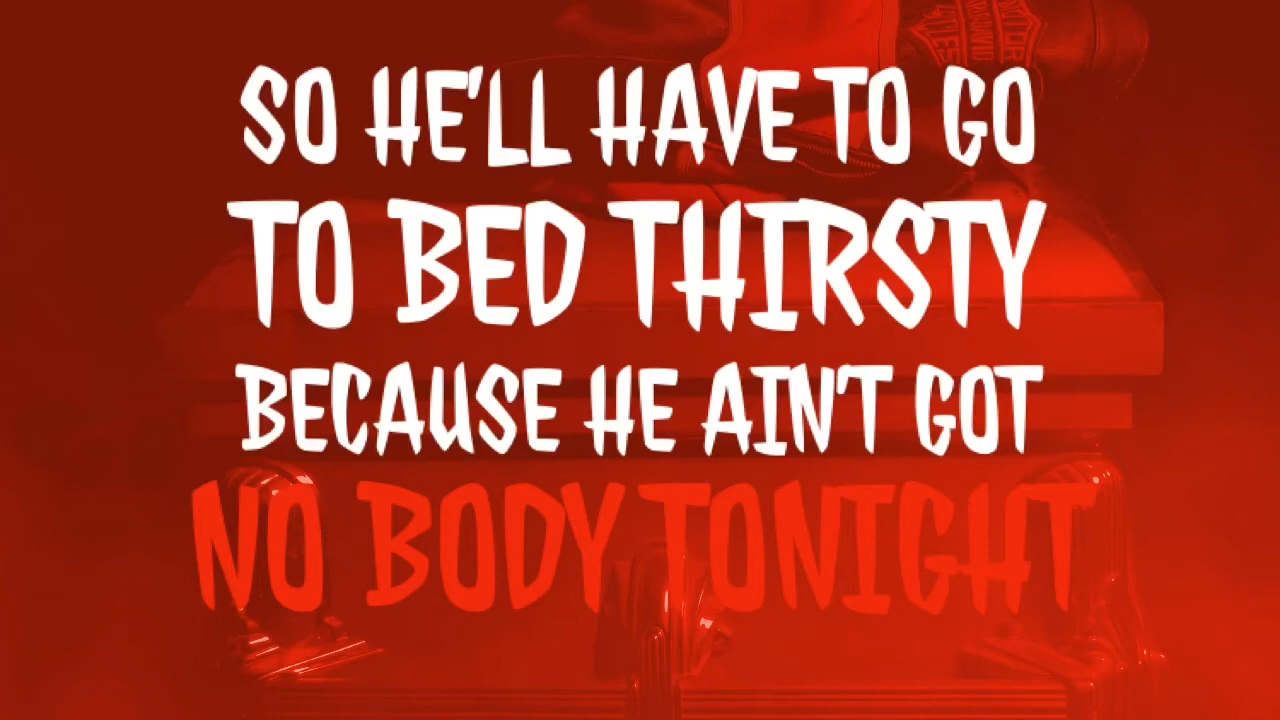 SO HE'LL HAVE TO GO
TO BED THIRSTY
BECAUSE HE AIN'T GOT
NO BODY TONIGHT